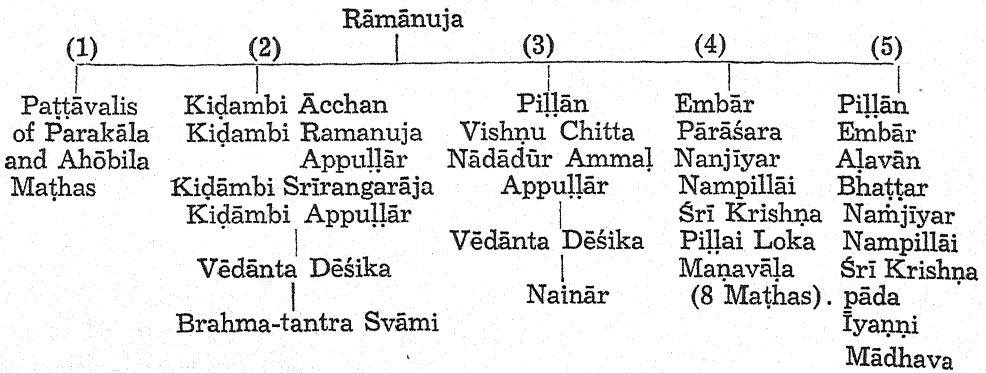 Rāmānuja
(1) (2) (3) (4) (5)
Paṭṭāvalis
of Parakāla
and Ahōbila
Maṭhas
Kiḍambi Ācchan
Kiḍambi Ramanuja
Appuḷḷār
Kiḍāmbi Srīrangarāja
Kiḍāmbi Appuḷḷār
Vēdānta Dēśika
Brahma-tantra Svāmi
Piḷḷān
Vishṇu Chitta
Nādādūr Ammaḷ
Appuḷḷār
Vēdānta Dēśika
Nainār
Embār
Pārāśara
Nanjīyar
Nampillāi
Śrī Krishṇa
Piḷḷai Loka
Maṇavāḷa
(8 Maṭhas).
Piḷḷān
Embār
Aḷavān
Bhaṭṭar
Naṁjīyar
Nampillāi
Śrī Krishṇa
pāda
Īyaṇṇi
Mādhava